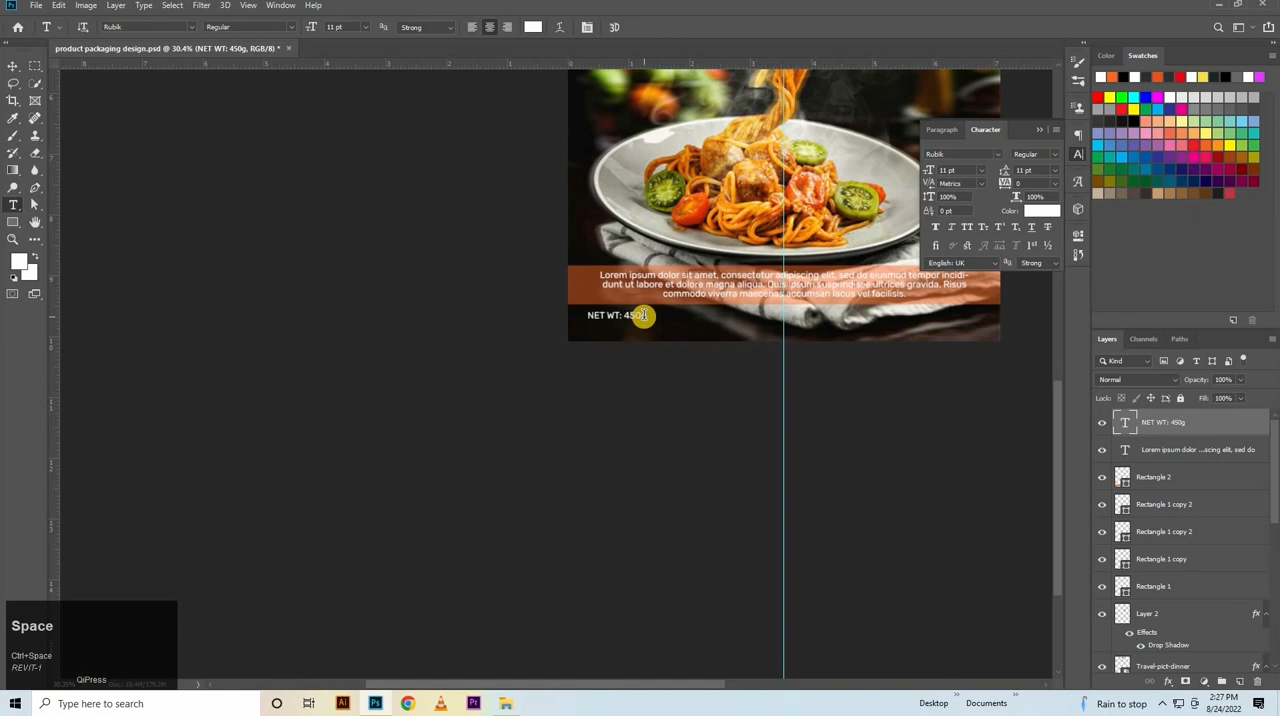 File Edit Image Layer Type Select Filter 3D View Window Help
Rubik Regular 11 pt Strong 3D
product packaging design.psd @ 30.4% (NET WT: 450g, RGB/8) *
Color Swatches
Paragraph Character
Rubik Regular
11 pt 11 pt
Metrics 0
100% 100%
0 pt Color:
English: UK Strong
Lorem ipsum dolor sit amet, consectetur adipiscing elit, sed do eiusmod tempor incidi-
dunt ut labore et dolore magna aliqua. Quis ipsum suspendisse ultrices gravida. Risus
commodo viverra maecenas accumsan lacus vel facilisis.
NET WT: 450g
Layers Channels Paths
Kind
Normal Opacity: 100%
Lock: Fill: 100%
NET WT: 450g
Lorem ipsum dolor ...scing elit, sed do
Rectangle 2
Rectangle 1 copy 2
Rectangle 1 copy 2
Rectangle 1 copy
Rectangle 1
Layer 2 fx
Effects
Drop Shadow
Travel-pict-dinner
Space
Ctrl+Space
REVIT-1
QiPress
Type here to search
Desktop Documents
Rain to stop
2:27 PM
8/24/2022